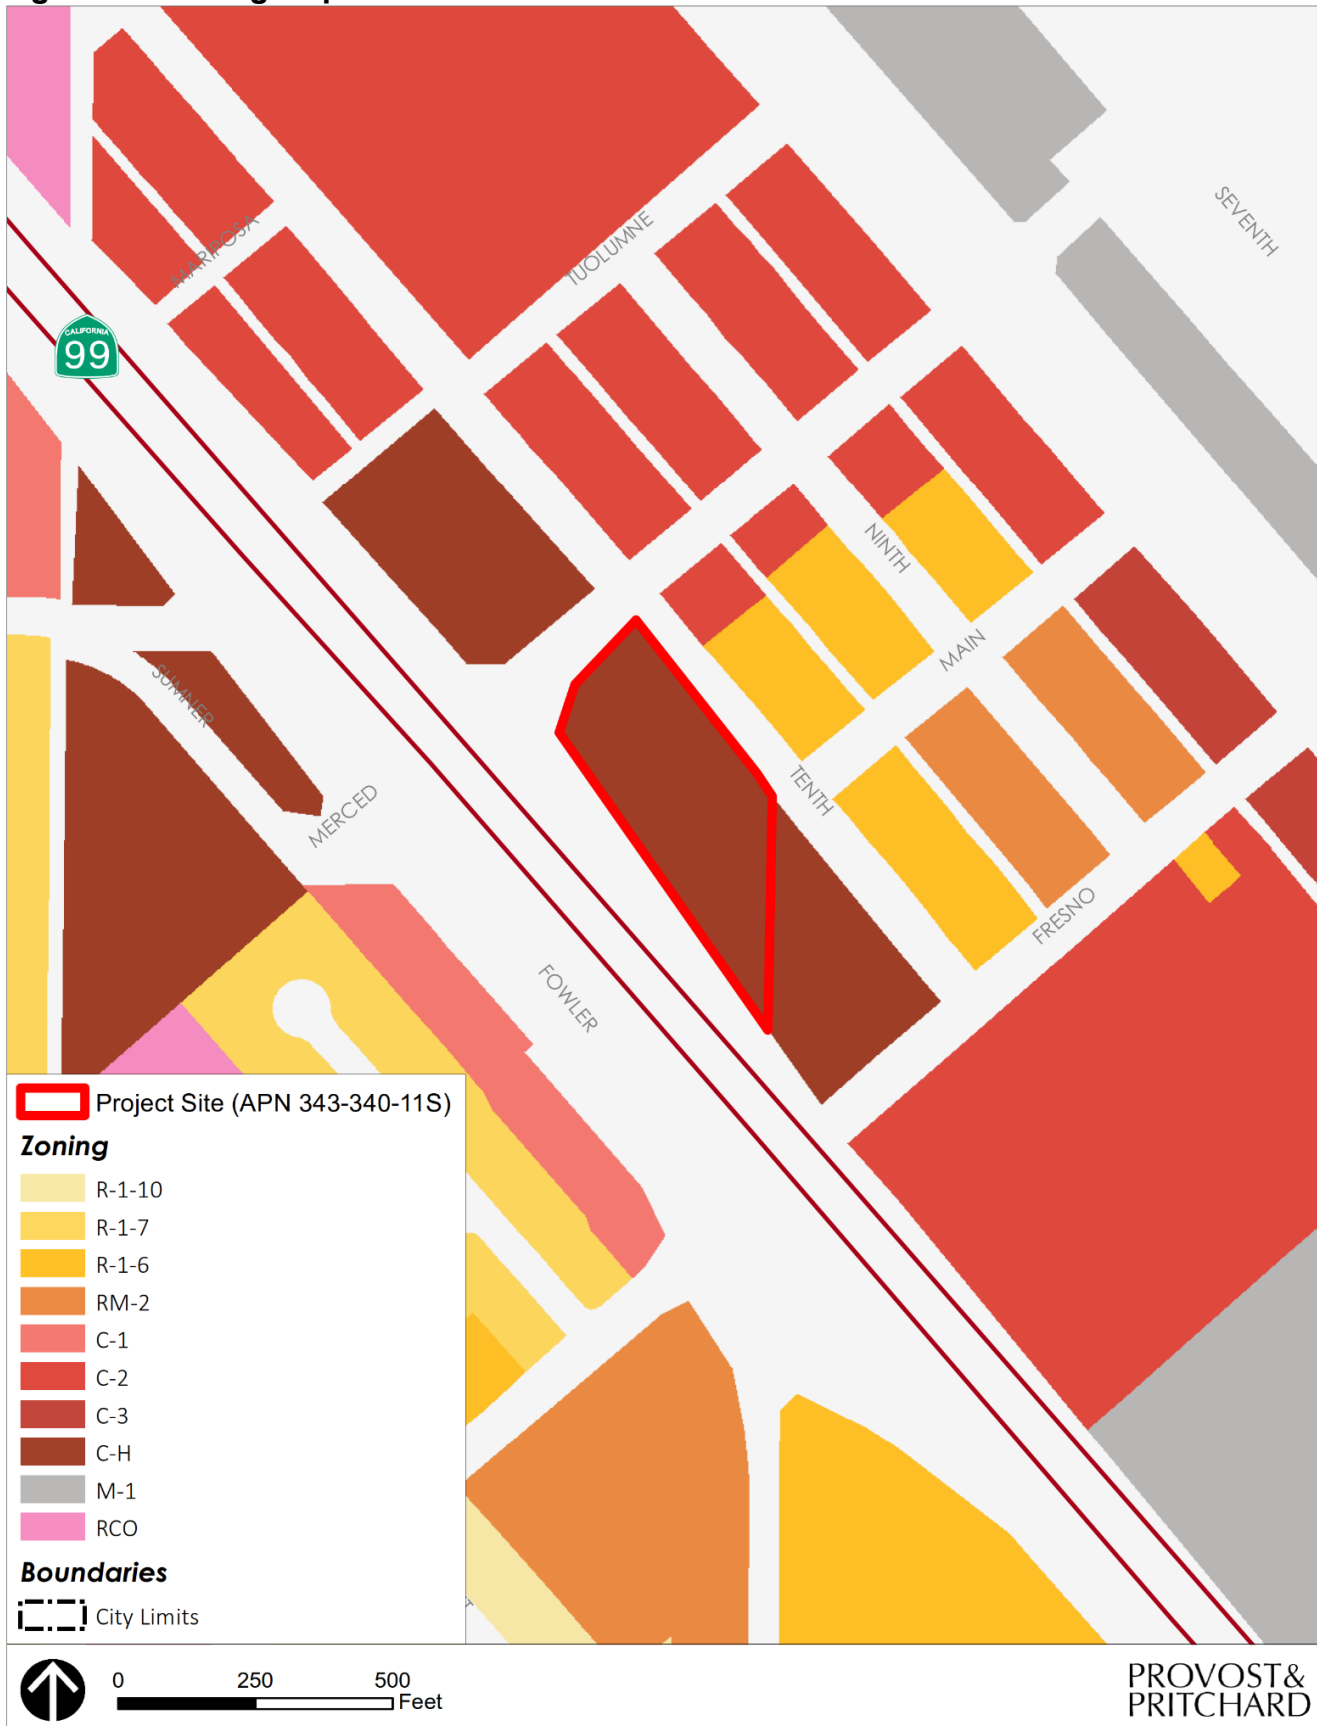 SEVENTH
MARIPOSA
TUOLUMNE
CALIFORNIA
99
NINTH
MAIN
SUMNER
TENTH
MERCED
FRESNO
FOWLER
Project Site (APN 343-340-11S)
Zoning
R-1-10
R-1-7
R-1-6
RM-2
C-1
C-2
C-3
C-H
M-1
RCO
Boundaries
City Limits
0 250 500
Feet
PROVOST&
PRITCHARD